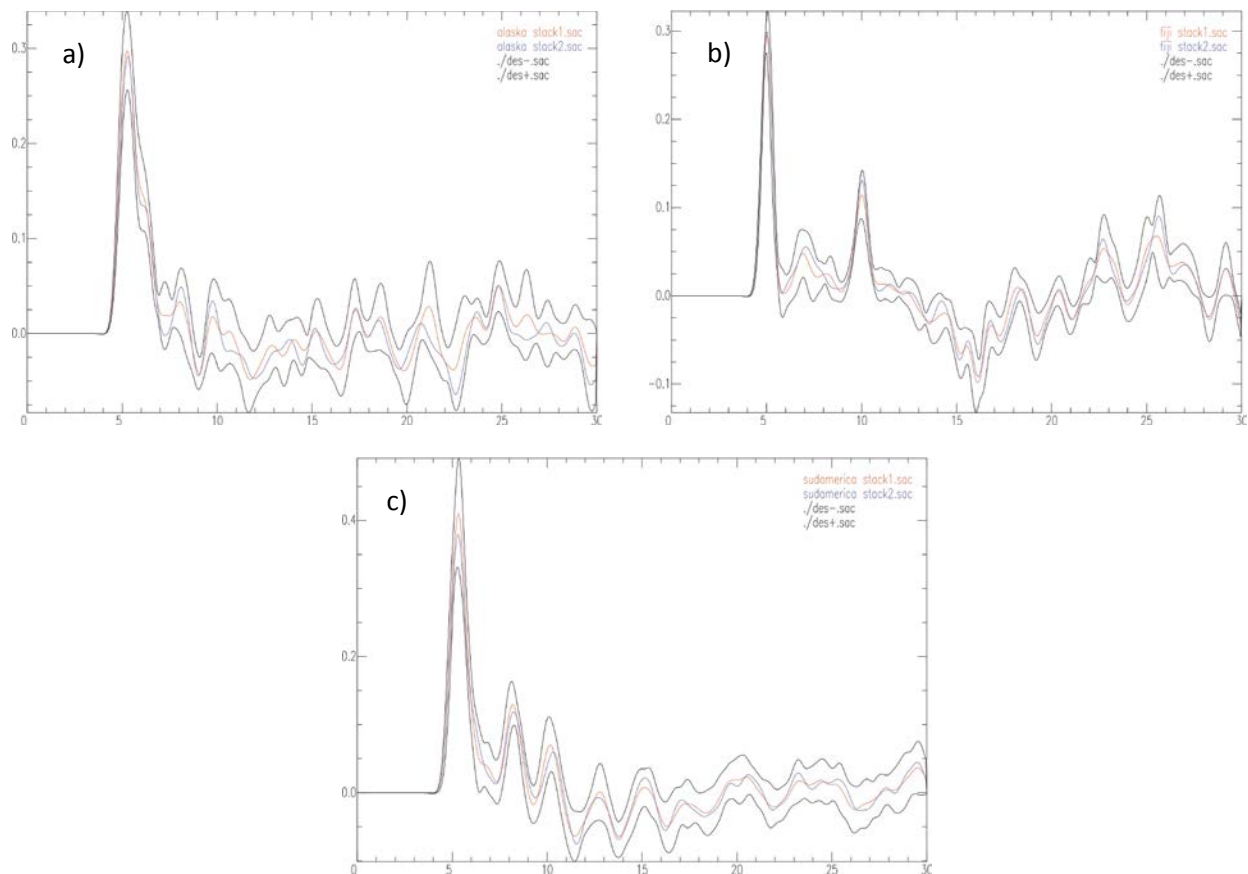 a)
alaska stack1.sac
alaska stack2.sac
./des-.sac
./des+.sac
0.3
0.2
0.1
0.0
5 10 15 20 25 30
b)
fiji stack1.sac
fiji stack2.sac
./des-.sac
./des+.sac
0.3
0.2
0.1
0.0
-0.1
5 10 15 20 25 30
c)
sudamerica stack1.sac
sudamerica stack2.sac
./des-.sac
./des+.sac
0.4
0.2
0.0
0 5 10 15 20 25 30